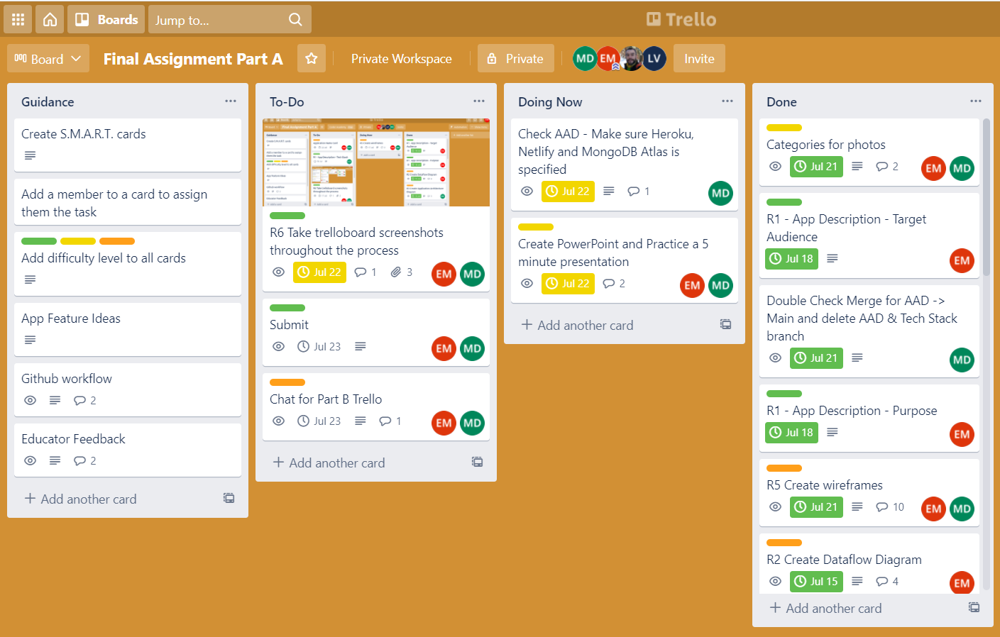 Boards
Jump to...
Trello
Board
Final Assignment Part A
Private Workspace
Private
MD
EM
LV
Invite
Guidance
Create S.M.A.R.T. cards
Add a member to a card to assign
them the task
Add difficulty level to all cards
App Feature Ideas
Github workflow
2
Educator Feedback
2
+ Add another card
To-Do
R6 Take trelloboard screenshots
throughout the process
Jul 22 1 3 EM MD
Submit
Jul 23 EM MD
Chat for Part B Trello
Jul 23 1 EM MD
+ Add another card
Doing Now
Check AAD - Make sure Heroku,
Netlify and MongoDB Atlas is
specified
Jul 22 1 MD
Create PowerPoint and Practice a 5
minute presentation
Jul 22 2 EM MD
+ Add another card
Done
Categories for photos
Jul 21 2 EM MD
R1 - App Description - Target
Audience
Jul 18 EM
Double Check Merge for AAD ->
Main and delete AAD & Tech Stack
branch
Jul 21 MD
R1 - App Description - Purpose
Jul 18 EM
R5 Create wireframes
Jul 21 10 EM MD
R2 Create Dataflow Diagram
Jul 15 4 EM
+ Add another card